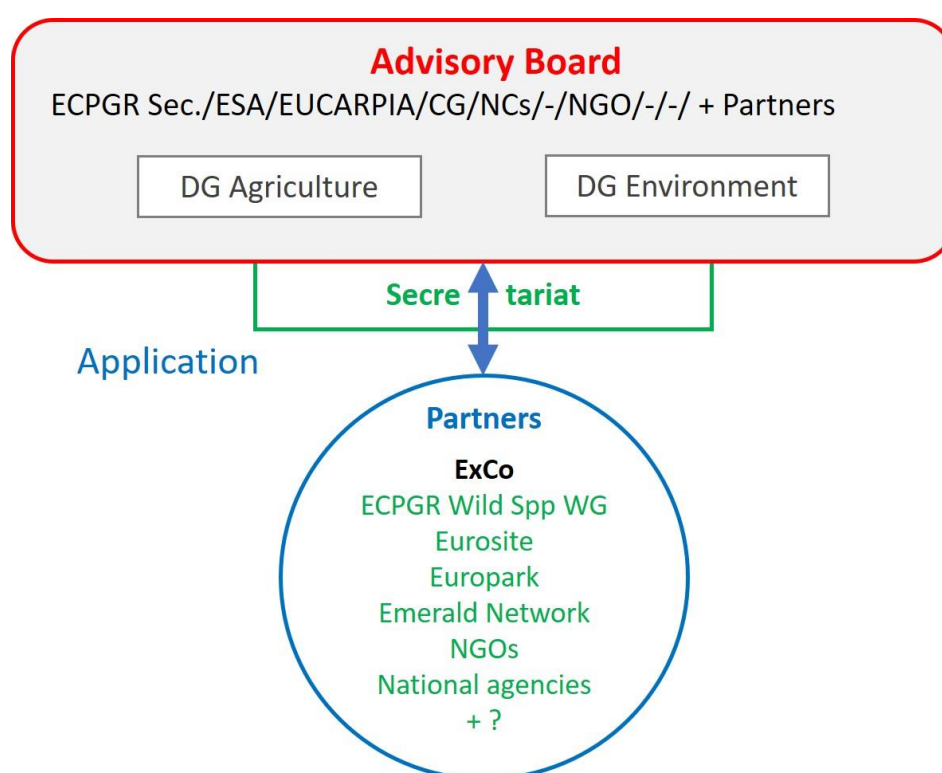 Advisory Board
ECPGR Sec./ESA/EUCARPIA/CG/NCs/-/NGO/-/-/ + Partners
DG Agriculture
DG Environment
Secre tariat
Application
Partners
ExCo
ECPGR Wild Spp WG
Eurosite
Europark
Emerald Network
NGOs
National agencies
+ ?